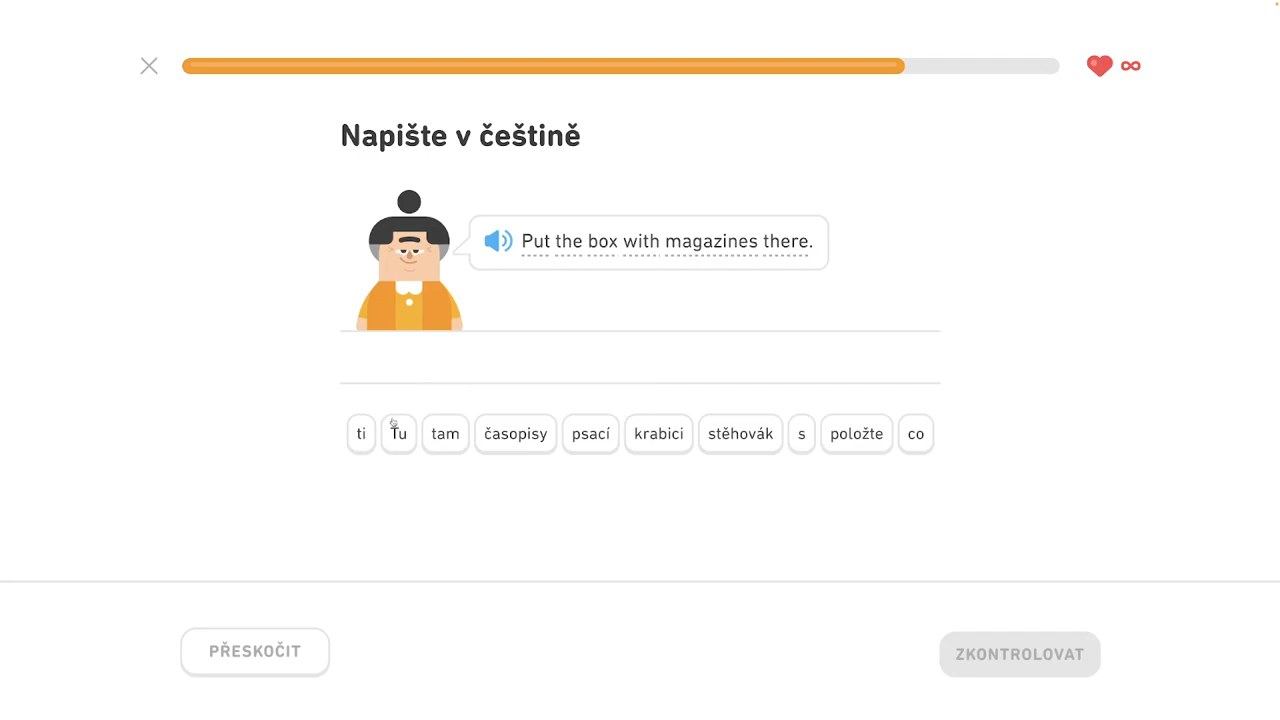 Napište v češtině
Put the box with magazines there.
ti Tu tam časopisy psací krabici stěhovák s položte co
PŘESKOČIT ZKONTROLOVAT